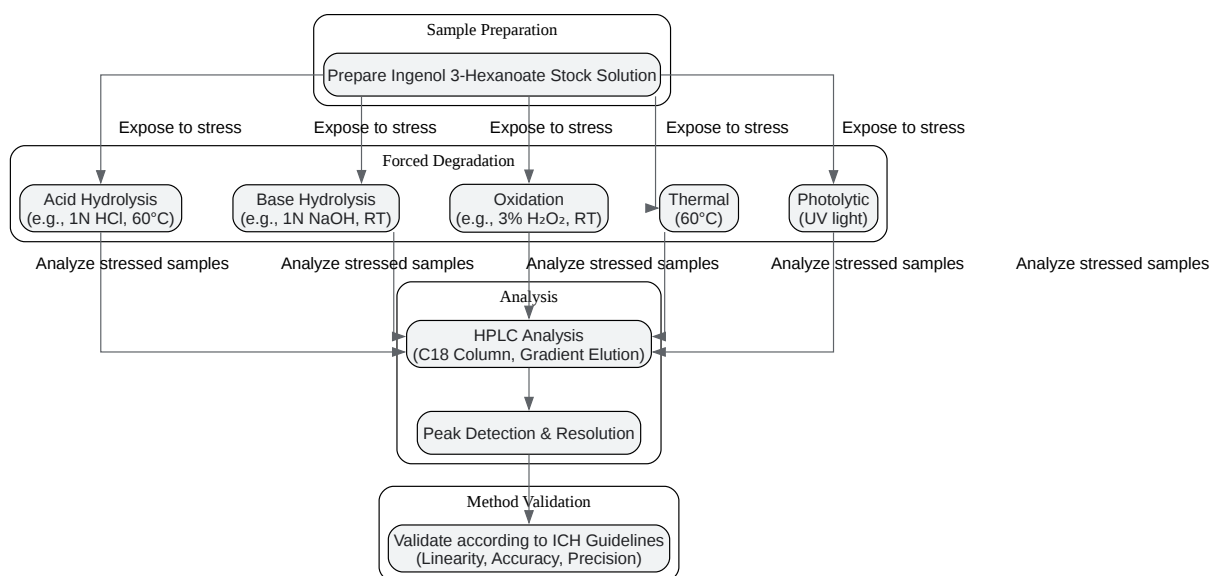 Sample Preparation
Prepare Ingenol 3-Hexanoate Stock Solution
Expose to stress
Expose to stress
Expose to stress
Expose to stress
Expose to stress
Forced Degradation
Acid Hydrolysis
(e.g., 1N HCl, 60°C)
Base Hydrolysis
(e.g., 1N NaOH, RT)
Oxidation
(e.g., 3% H₂O₂, RT)
Thermal
(60°C)
Photolytic
(UV light)
Analyze stressed samples
Analyze stressed samples
Analyze stressed samples
Analyze stressed samples
Analyze stressed samples
Analysis
HPLC Analysis
(C18 Column, Gradient Elution)
Peak Detection & Resolution
Method Validation
Validate according to ICH Guidelines
(Linearity, Accuracy, Precision)